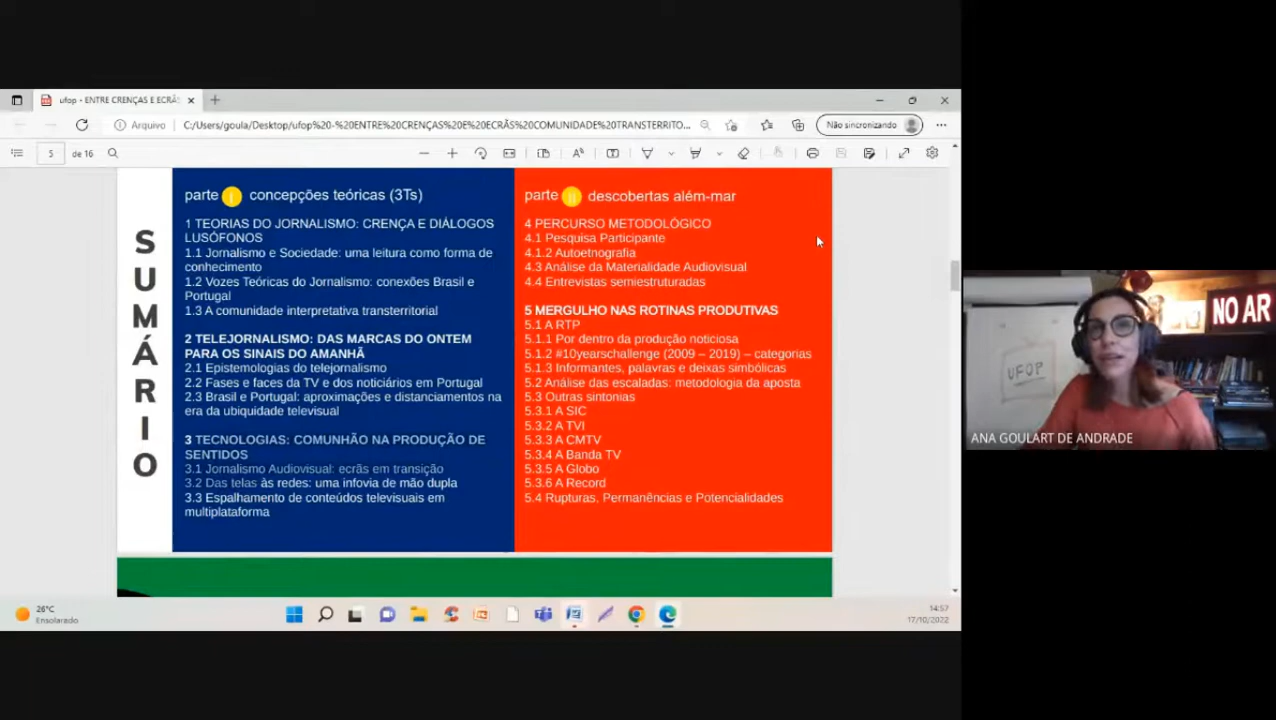 ufop - ENTRE CRENÇAS E ECRÃS
Arquivo
C:/Users/goula/Desktop/ufop%20-%20ENTRE%20CRENÇAS%20E%20ECRÃS%20COMUNIDADE%20TRANSTERRITO...
Não sincronizando
5
de 16
SUMÁRIO
parte I concepções teóricas (3Ts)
1 TEORIAS DO JORNALISMO: CRENÇA E DIÁLOGOS
LUSÓFONOS
1.1 Jornalismo e Sociedade: uma leitura como forma de
conhecimento
1.2 Vozes Teóricas do Jornalismo: conexões Brasil e
Portugal
1.3 A comunidade interpretativa transterritorial
2 TELEJORNALISMO: DAS MARCAS DO ONTEM
PARA OS SINAIS DO AMANHÃ
2.1 Epistemologias do telejornalismo
2.2 Fases e faces da TV e dos noticiários em Portugal
2.3 Brasil e Portugal: aproximações e distanciamentos na
era da ubiquidade televisual
3 TECNOLOGIAS: COMUNHÃO NA PRODUÇÃO DE
SENTIDOS
3.1 Jornalismo Audiovisual: ecrãs em transição
3.2 Das telas às redes: uma infovia de mão dupla
3.3 Espalhamento de conteúdos televisuais em
multiplataforma
parte II descobertas além-mar
4 PERCURSO METODOLÓGICO
4.1 Pesquisa Participante
4.1.2 Autoetnografia
4.3 Análise da Materialidade Audiovisual
4.4 Entrevistas semiestruturadas
5 MERGULHO NAS ROTINAS PRODUTIVAS
5.1 A RTP
5.1.1 Por dentro da produção noticiosa
5.1.2 #10yearschallenge (2009 – 2019) – categorias
5.1.3 Informantes, palavras e deixas simbólicas
5.2 Análise das escaladas: metodologia da aposta
5.3 Outras sintonias
5.3.1 A SIC
5.3.2 A TVI
5.3.3 A CMTV
5.3.4 A Banda TV
5.3.5 A Globo
5.3.6 A Record
5.4 Rupturas, Permanências e Potencialidades
NO AR
UFOP
ANA GOULART DE ANDRADE
26°C
Ensolarado
14:57
17/10/2022